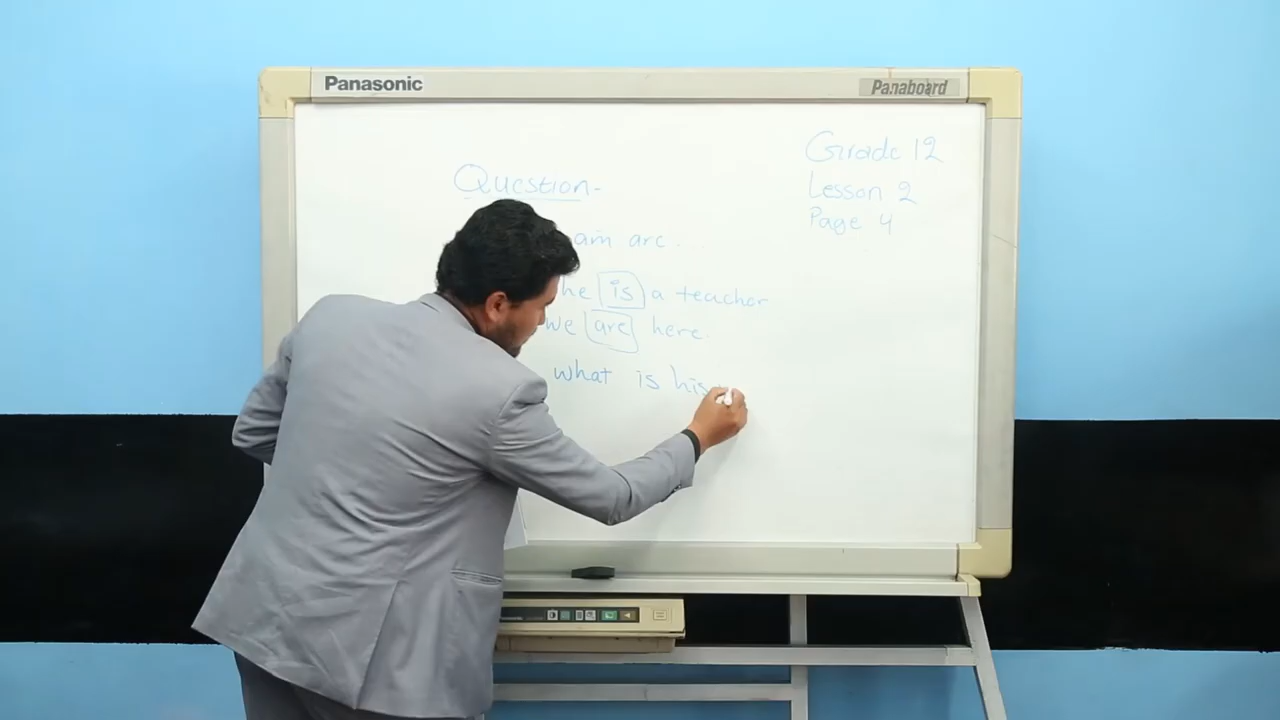 Panasonic
Panaboard
Grade 12
Lesson 2
Page 4
Question-
am are...
he is a teacher
we are here.
what is his